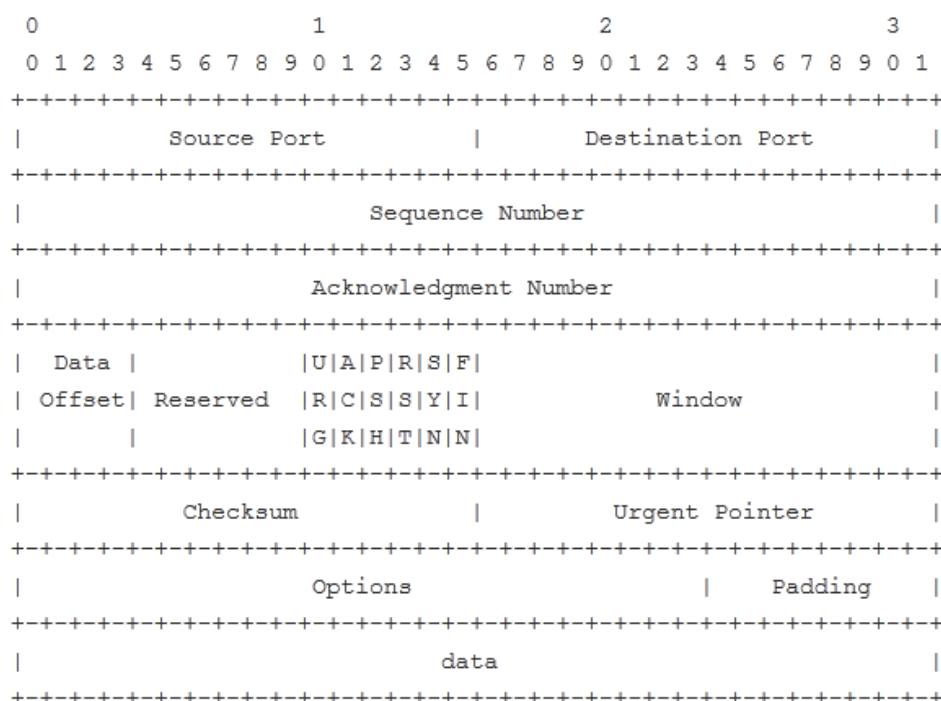 0                   1                   2                   3
 0 1 2 3 4 5 6 7 8 9 0 1 2 3 4 5 6 7 8 9 0 1 2 3 4 5 6 7 8 9 0 1
+-+-+-+-+-+-+-+-+-+-+-+-+-+-+-+-+-+-+-+-+-+-+-+-+-+-+-+-+-+-+-+-+
|          Source Port          |       Destination Port        |
+-+-+-+-+-+-+-+-+-+-+-+-+-+-+-+-+-+-+-+-+-+-+-+-+-+-+-+-+-+-+-+-+
|                        Sequence Number                        |
+-+-+-+-+-+-+-+-+-+-+-+-+-+-+-+-+-+-+-+-+-+-+-+-+-+-+-+-+-+-+-+-+
|                    Acknowledgment Number                      |
+-+-+-+-+-+-+-+-+-+-+-+-+-+-+-+-+-+-+-+-+-+-+-+-+-+-+-+-+-+-+-+-+
|  Data |           |U|A|P|R|S|F|                               |
| Offset| Reserved  |R|C|S|S|Y|I|            Window             |
|       |           |G|K|H|T|N|N|                               |
+-+-+-+-+-+-+-+-+-+-+-+-+-+-+-+-+-+-+-+-+-+-+-+-+-+-+-+-+-+-+-+-+
|           Checksum            |         Urgent Pointer        |
+-+-+-+-+-+-+-+-+-+-+-+-+-+-+-+-+-+-+-+-+-+-+-+-+-+-+-+-+-+-+-+-+
|                    Options                    |    Padding    |
+-+-+-+-+-+-+-+-+-+-+-+-+-+-+-+-+-+-+-+-+-+-+-+-+-+-+-+-+-+-+-+-+
|                             data                              |
+-+-+-+-+-+-+-+-+-+-+-+-+-+-+-+-+-+-+-+-+-+-+-+-+-+-+-+-+-+-+-+-+